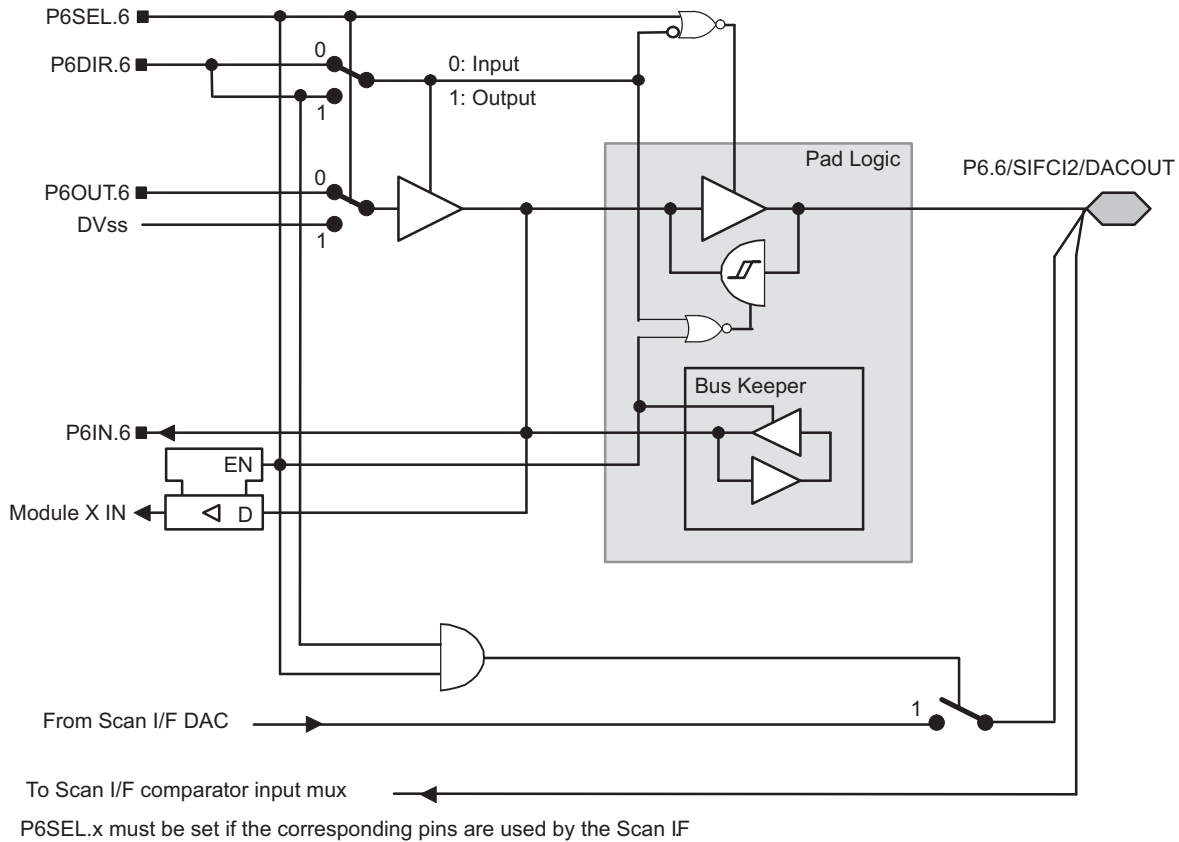 P6SEL.6
P6DIR.6
0
0: Input
1
1: Output
Pad Logic
P6.6/SIFCI2/DACOUT
P6OUT.6
0
DVss
1
Bus Keeper
P6IN.6
EN
Module X IN
D
From Scan I/F DAC
1
To Scan I/F comparator input mux
P6SEL.x must be set if the corresponding pins are used by the Scan I.F